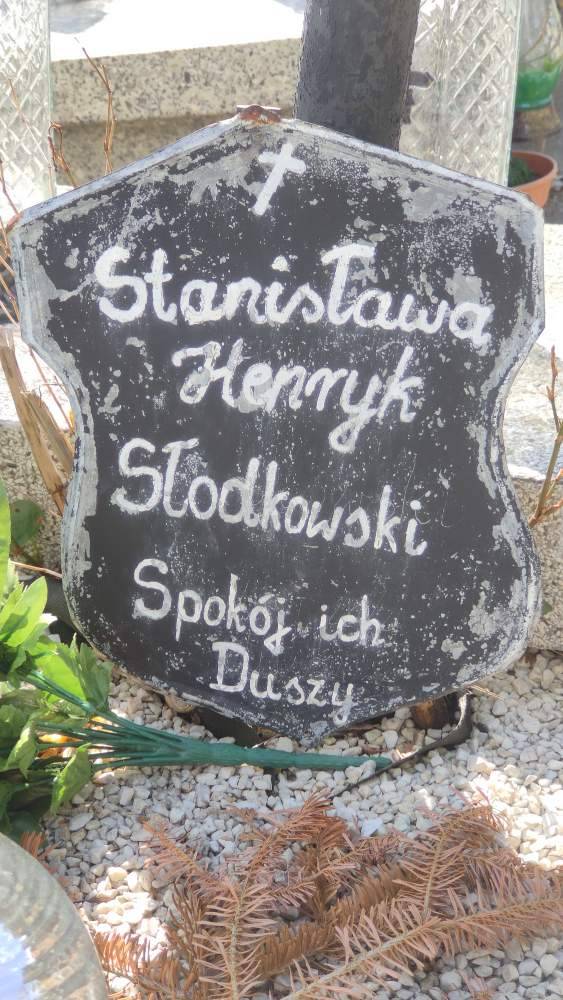 Stanisława
Henryk
Słodkowski
Spokój ich
Duszy